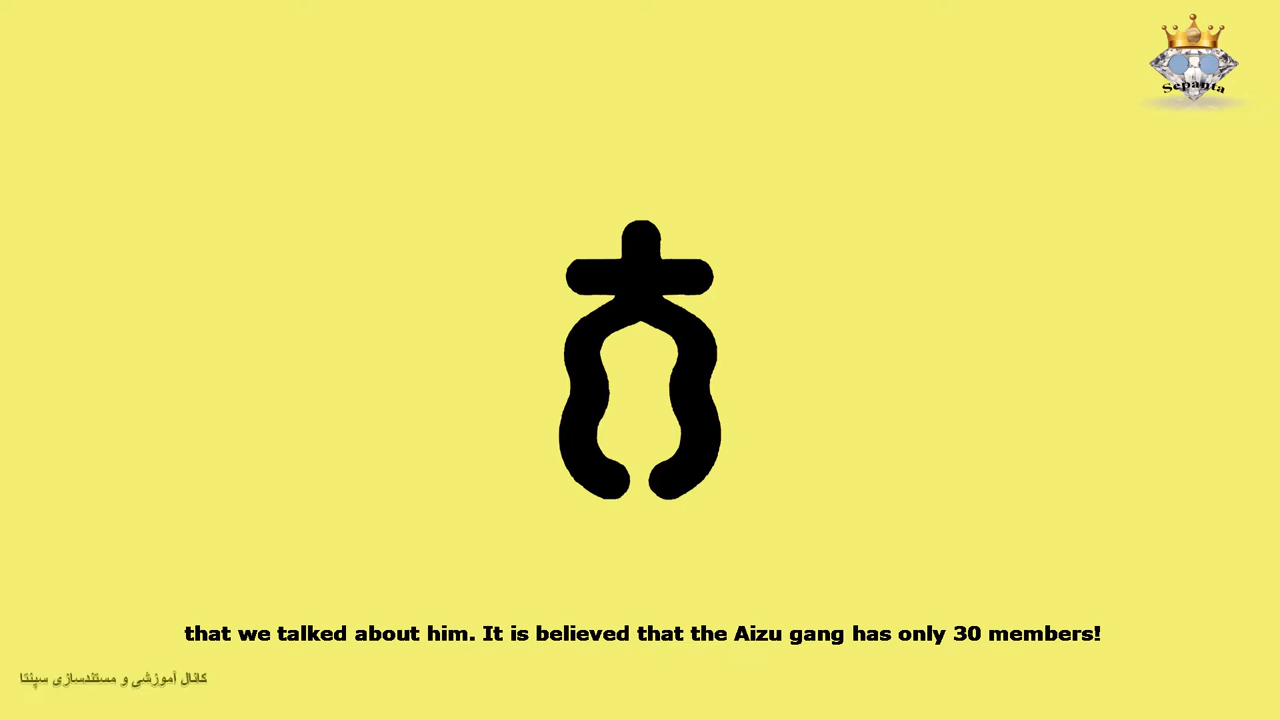 Sepanta
that we talked about him. It is believed that the Aizu gang has only 30 members!
کانال آموزشی و مستندسازی سپنتا